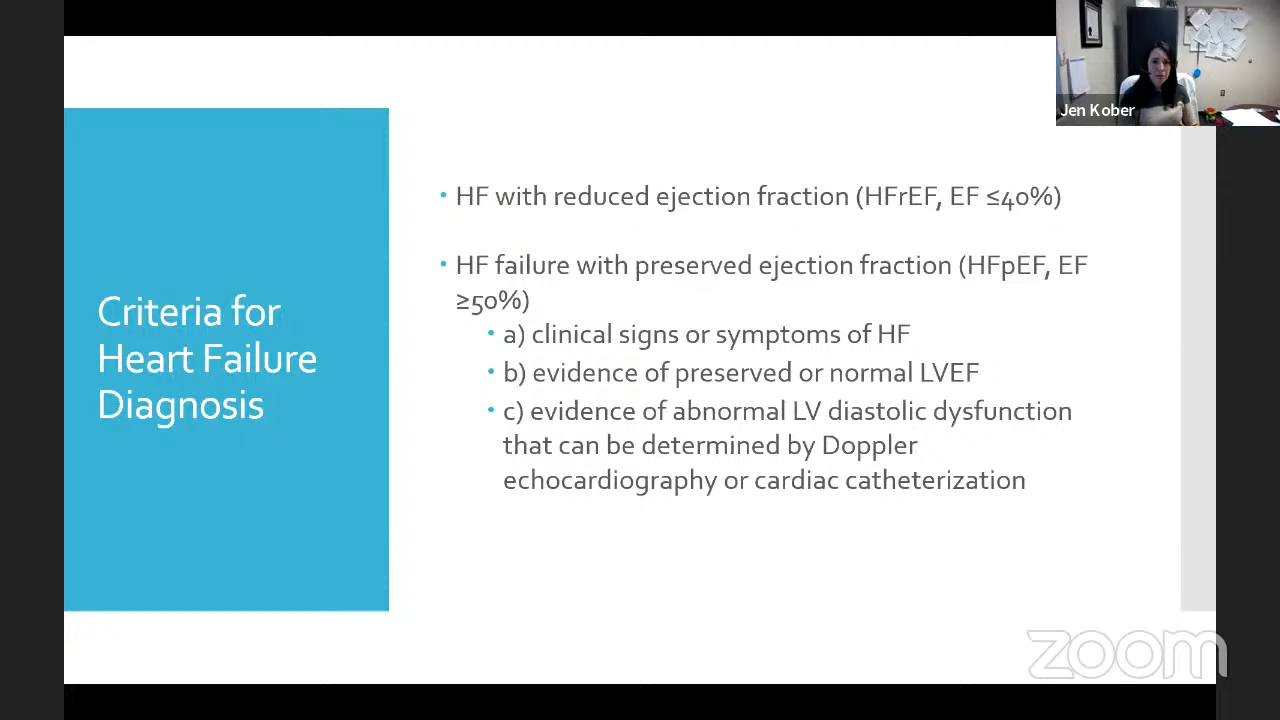 Jen Kober
Criteria for
Heart Failure
Diagnosis
• HF with reduced ejection fraction (HFrEF, EF ≤40%)
• HF failure with preserved ejection fraction (HFpEF, EF
≥50%)
• a) clinical signs or symptoms of HF
• b) evidence of preserved or normal LVEF
• c) evidence of abnormal LV diastolic dysfunction
that can be determined by Doppler
echocardiography or cardiac catheterization
zoom